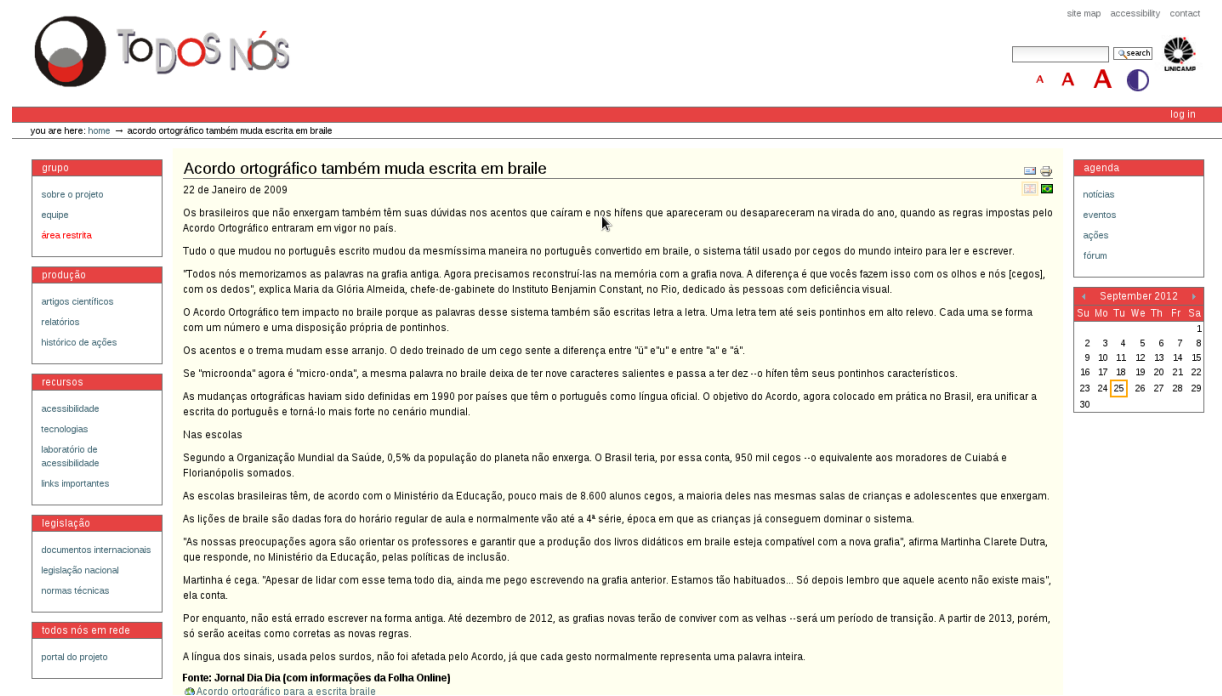 site map accessibility contact
TODOS NÓS
search
UNICAMP
A A A
log in
you are here: home → acordo ortográfico também muda escrita em braile
grupo
sobre o projeto
equipe
área restrita
produção
artigos científicos
relatórios
histórico de ações
recursos
acessibilidade
tecnologias
laboratório de
acessibilidade
links importantes
legislação
documentos internacionais
legislação nacional
normas técnicas
todos nós em rede
portal do projeto
Acordo ortográfico também muda escrita em braile
22 de Janeiro de 2009
Os brasileiros que não enxergam também têm suas dúvidas nos acentos que caíram e nos hífens que apareceram ou desapareceram na virada do ano, quando as regras impostas pelo
Acordo Ortográfico entraram em vigor no país.
Tudo o que mudou no português escrito mudou da mesmíssima maneira no português convertido em braile, o sistema tátil usado por cegos do mundo inteiro para ler e escrever.
"Todos nós memorizamos as palavras na grafia antiga. Agora precisamos reconstruí-las na memória com a grafia nova. A diferença é que vocês fazem isso com os olhos e nós [cegos],
com os dedos", explica Maria da Glória Almeida, chefe-de-gabinete do Instituto Benjamin Constant, no Rio, dedicado às pessoas com deficiência visual.
O Acordo Ortográfico tem impacto no braile porque as palavras desse sistema também são escritas letra a letra. Uma letra tem até seis pontinhos em alto relevo. Cada uma se forma
com um número e uma disposição própria de pontinhos.
Os acentos e o trema mudam esse arranjo. O dedo treinado de um cego sente a diferença entre "ü" e"u" e entre "a" e "á".
Se "microonda" agora é "micro-onda", a mesma palavra no braile deixa de ter nove caracteres salientes e passa a ter dez --o hífen têm seus pontinhos característicos.
As mudanças ortográficas haviam sido definidas em 1990 por países que têm o português como língua oficial. O objetivo do Acordo, agora colocado em prática no Brasil, era unificar a
escrita do português e torná-lo mais forte no cenário mundial.
Nas escolas
Segundo a Organização Mundial da Saúde, 0,5% da população do planeta não enxerga. O Brasil teria, por essa conta, 950 mil cegos --o equivalente aos moradores de Cuiabá e
Florianópolis somados.
As escolas brasileiras têm, de acordo com o Ministério da Educação, pouco mais de 8.600 alunos cegos, a maioria deles nas mesmas salas de crianças e adolescentes que enxergam.
As lições de braile são dadas fora do horário regular de aula e normalmente vão até a 4ª série, época em que as crianças já conseguem dominar o sistema.
"As nossas preocupações agora são orientar os professores e garantir que a produção dos livros didáticos em braile esteja compatível com a nova grafia", afirma Martinha Clarete Dutra,
que responde, no Ministério da Educação, pelas políticas de inclusão.
Martinha é cega. "Apesar de lidar com esse tema todo dia, ainda me pego escrevendo na grafia anterior. Estamos tão habituados... Só depois lembro que aquele acento não existe mais",
ela conta.
Por enquanto, não está errado escrever na forma antiga. Até dezembro de 2012, as grafias novas terão de conviver com as velhas --será um período de transição. A partir de 2013, porém,
só serão aceitas como corretas as novas regras.
A língua dos sinais, usada pelos surdos, não foi afetada pelo Acordo, já que cada gesto normalmente representa uma palavra inteira.
Fonte: Jornal Dia Dia (com informações da Folha Online)
Acordo ortográfico para a escrita braile
agenda
notícias
eventos
ações
fórum
September 2012
Su Mo Tu We Th Fr Sa
1
2 3 4 5 6 7 8
9 10 11 12 13 14 15
16 17 18 19 20 21 22
23 24 25 26 27 28 29
30